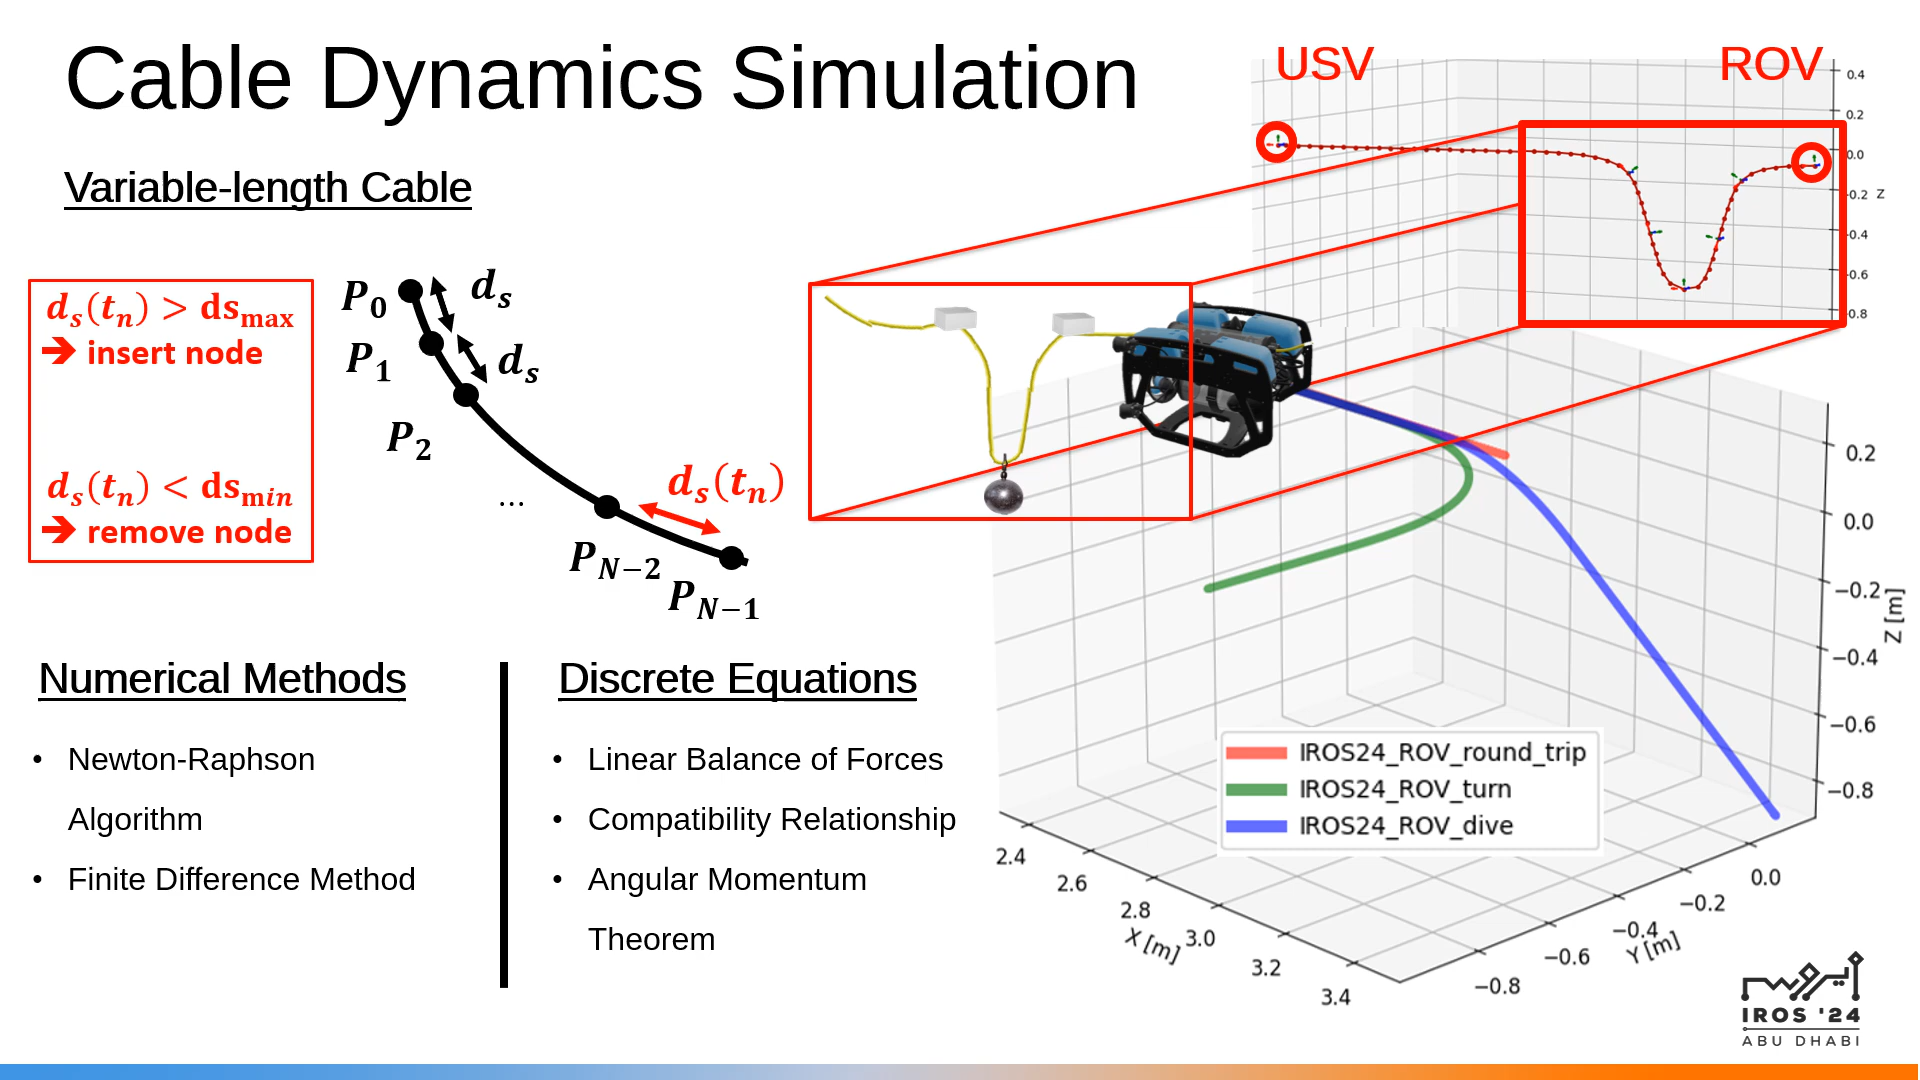 Cable Dynamics Simulation
USV
ROV
Variable-length Cable
d_s(t_n) > ds_max
➔ insert node
d_s(t_n) < ds_min
➔ remove node
P_0
d_s
P_1
d_s
P_2
...
d_s(t_n)
P_{N−2}
P_{N−1}
0.4
0.2
0.0
0.2
Z
0.4
0.6
0.8
Numerical Methods
• Newton-Raphson
Algorithm
• Finite Difference Method
Discrete Equations
• Linear Balance of Forces
• Compatibility Relationship
• Angular Momentum
Theorem
0.2
0.0
−0.2
−0.4
−0.6
−0.8
Z [m]
IROS24_ROV_round_trip
IROS24_ROV_turn
IROS24_ROV_dive
2.4
2.6
2.8
3.0
3.2
3.4
X [m]
−0.8
−0.6
−0.4
−0.2
0.0
Y [m]
IROS '24
ABU DHABI